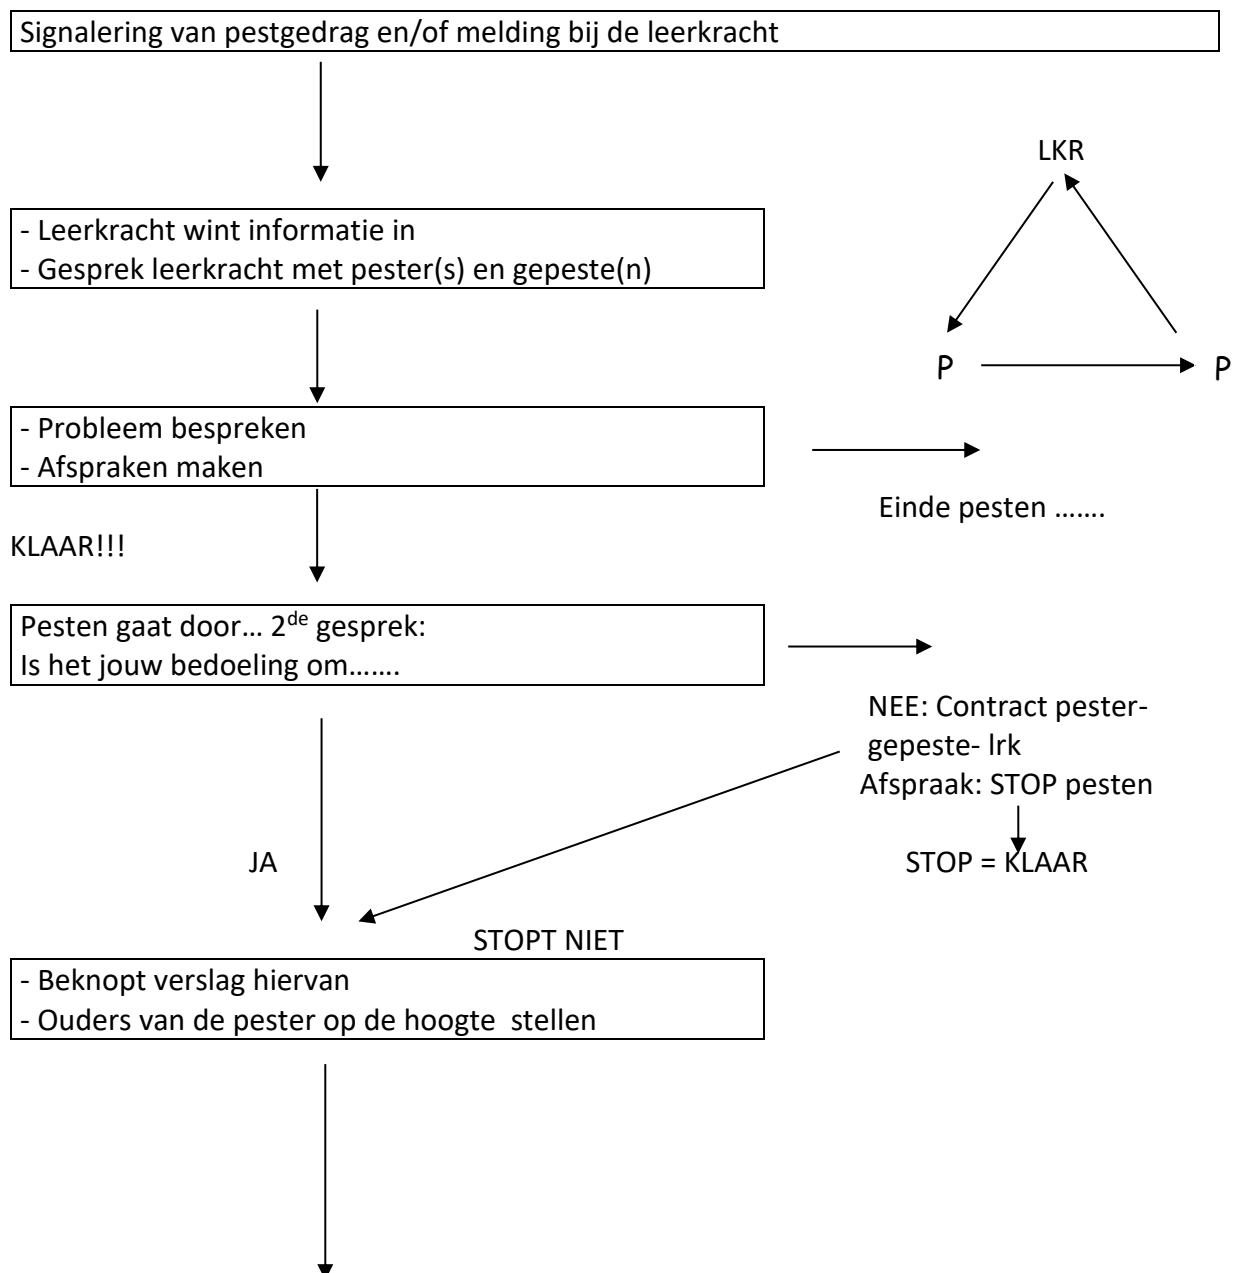 Signalering van pestgedrag en/of melding bij de leerkracht
LKR
- Leerkracht wint informatie in
- Gesprek leerkracht met pester(s) en gepeste(n)
P
P
- Probleem bespreken
- Afspraken maken
Einde pesten .......
KLAAR!!!
Pesten gaat door... 2de gesprek:
Is het jouw bedoeling om.......
NEE: Contract pester-
gepeste- lrk
Afspraak: STOP pesten
JA
STOP = KLAAR
STOPT NIET
- Beknopt verslag hiervan
- Ouders van de pester op de hoogte  stellen